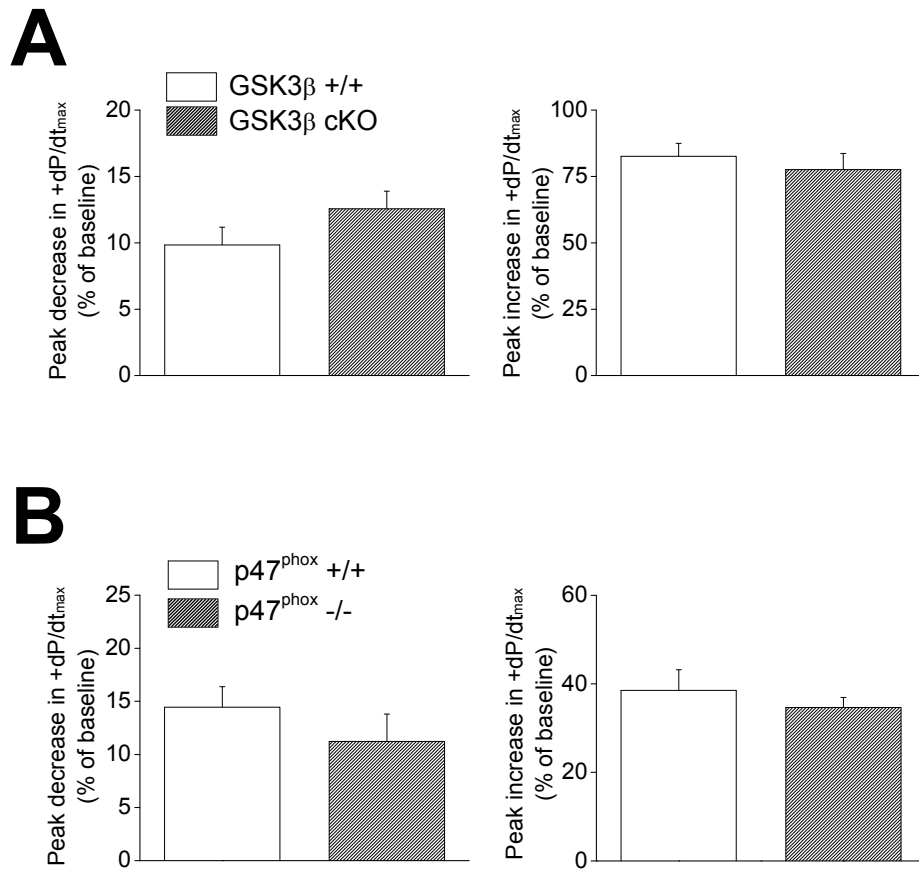 A
GSK3β +/+
GSK3β cKO
Peak decrease in +dP/dtmax
(% of baseline)
20
15
10
5
0
Peak increase in +dP/dtmax
(% of baseline)
100
75
50
25
0
B
p47phox +/+
p47phox -/-
Peak decrease in +dP/dtmax
(% of baseline)
25
20
15
10
5
0
Peak increase in +dP/dtmax
(% of baseline)
60
40
20
0